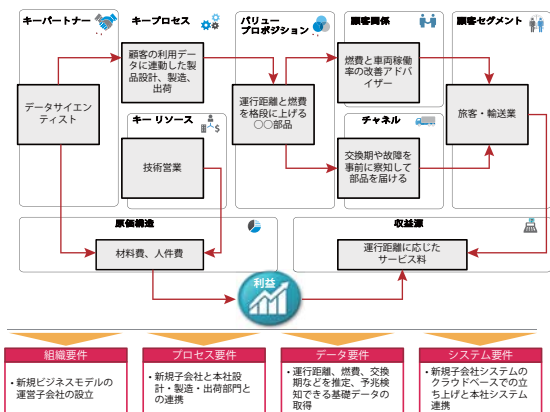 キーパートナー
キープロセス
バリュー
プロポジション
顧客関係
顧客セグメント
データサイエン
ティスト
顧客の利用デー
タに連動した製
品設計、製造、
出荷
キー リソース
技術営業
運行距離と燃費
を格段に上げる
〇〇部品
燃費と車両稼働
率の改善アドバ
イザー
チャネル
交換期や故障を
事前に察知して
部品を届ける
旅客・輸送業
原価構造
材料費、人件費
収益源
運行距離に応じた
サービス料
利益
組織要件
・新規ビジネスモデルの
運営子会社の設立
プロセス要件
・新規子会社と本社設
計・製造・出荷部門と
の連携
データ要件
・運行距離、燃費、交換
期などを推定、予兆検
知できる基礎データの
取得
システム要件
・新規子会社システムの
クラウドベースでの立
ち上げと本社システム
連携